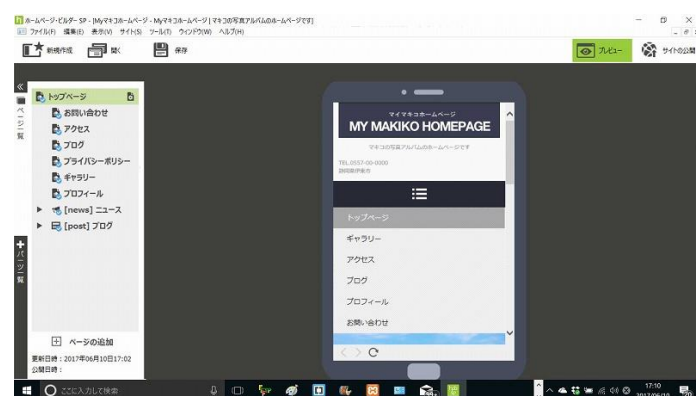 ホームページ・ビルダー SP - [Myマキコホームページ - Myマキコホームページ | マキコの写真アルバムのホームページです]
ファイル(F) 編集(E) 表示(V) サイト(S) ツール(T) ウィンドウ(W) ヘルプ(H)
新規作成 開く 保存 プレビュー サイトの公開
ページ一覧
トップページ
お問い合わせ
アクセス
ブログ
プライバシーポリシー
ギャラリー
プロフィール
[news] ニュース
[post] ブログ
パーツ一覧
ページの追加
更新日時 : 2017年06月10日17:02
公開日時 :
マイマキコホームページ
MY MAKIKO HOMEPAGE
マキコの写真アルバムのホームページです
TEL.0557-00-0000
静岡県伊東市
トップページ
ギャラリー
アクセス
ブログ
プロフィール
お問い合わせ
ここに入力して検索
17:10
2017/06/10